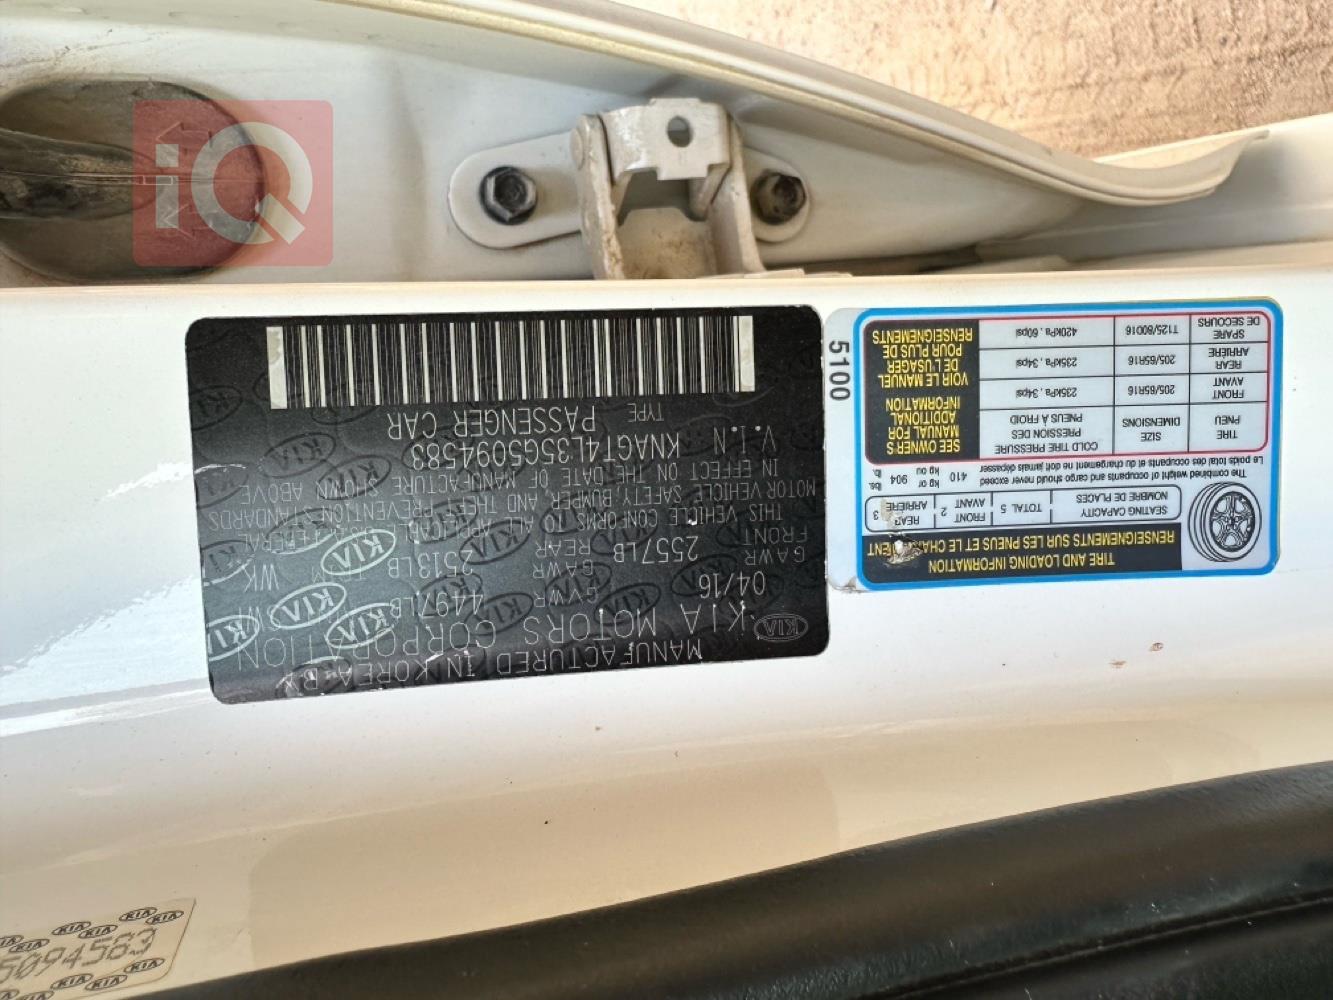 iQ
MANUFACTURED IN KOREA BY
KIA MOTORS CORPORATION
KIA
04/16 GVWR 4497LB
GAWR FRONT 2557LB GAWR REAR 2513LB
THIS VEHICLE CONFORMS TO ALL APPLICABLE FEDERAL
MOTOR VEHICLE SAFETY, BUMPER, AND THEFT PREVENTION STANDARDS
IN EFFECT ON THE DATE OF MANUFACTURE SHOWN ABOVE
V.I.N KNAGT4L35G5094583
TYPE PASSENGER CAR
5100
TIRE AND LOADING INFORMATION
RENSEIGNEMENTS SUR LES PNEUS ET LE CHARGEMENT
SEATING CAPACITY TOTAL 5 FRONT 2 REAR 3
NOMBRE DE PLACES AVANT ARRIÈRE
The combined weight of occupants and cargo should never exceed 410 kg or 904 lbs.
Le poids total des occupants et du chargement ne doit jamais dépasser kg ou lb.
TIRE SIZE COLD TIRE PRESSURE
PNEU DIMENSIONS PRESSION DES PNEUS À FROID
FRONT AVANT 205/65R16 235kPa, 34psi
REAR ARRIÈRE 205/65R16 235kPa, 34psi
SPARE DE SECOURS T125/80D16 420kPa, 60psi
SEE OWNER'S
MANUAL FOR
ADDITIONAL
INFORMATION
VOIR LE MANUEL
DE L'USAGER
POUR PLUS DE
RENSEIGNEMENTS
5094583